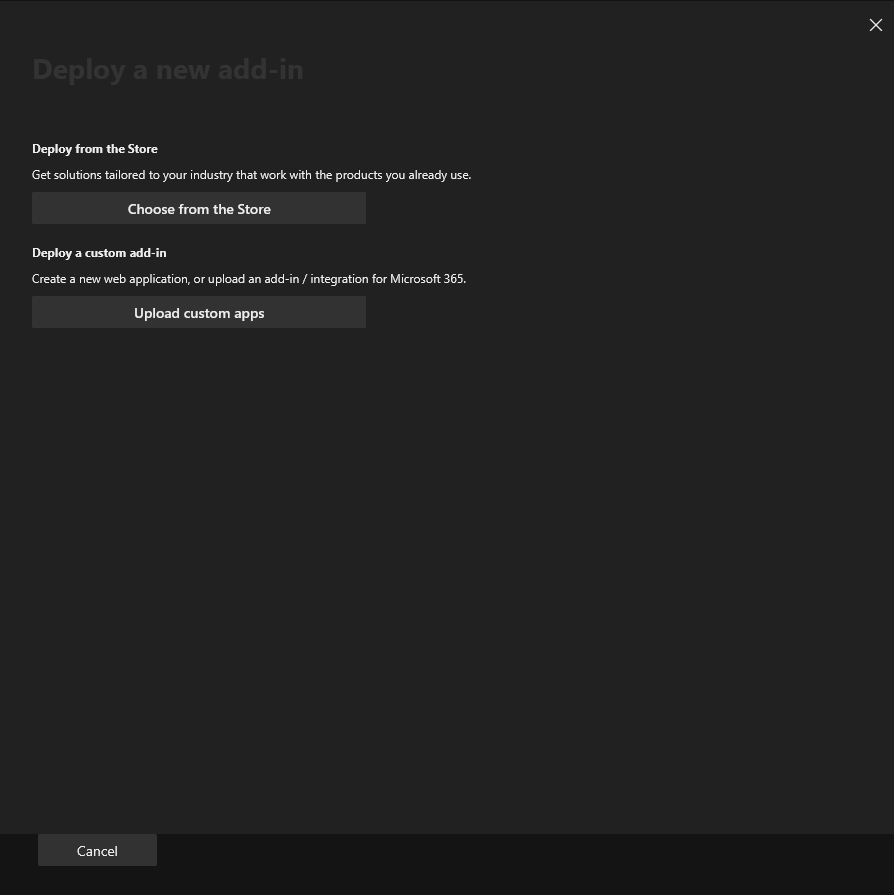 Deploy a new add-in
Deploy from the Store
Get solutions tailored to your industry that work with the products you already use.
Choose from the Store
Deploy a custom add-in
Create a new web application, or upload an add-in / integration for Microsoft 365.
Upload custom apps
Cancel